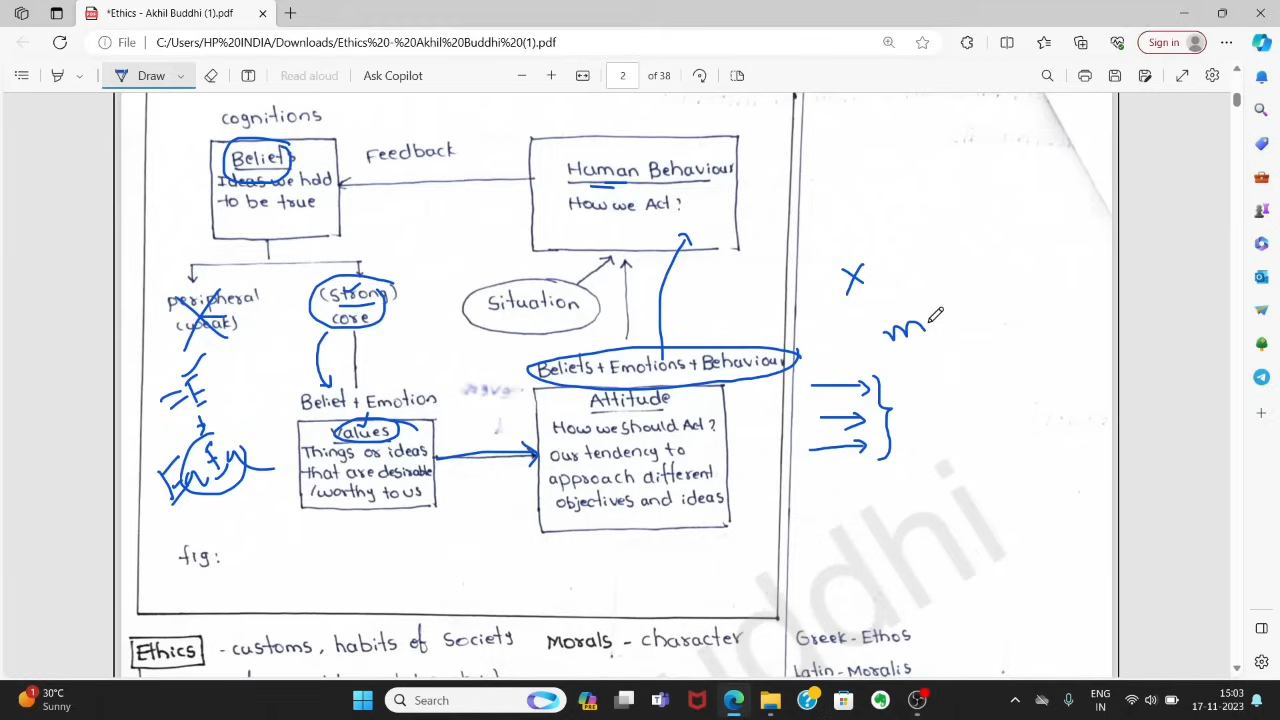 *Ethics - Akhil Buddhi (1).pdf
File C:/Users/HP%20INDIA/Downloads/Ethics%20-%20Akhil%20Buddhi%20(1).pdf
Sign in
Draw
Read aloud
Ask Copilot
2 of 38
cognitions
Beliefs
Ideas we hold
to be true
Feedback
Human Behaviour
How we Act?
peripheral
(weak)
(strong)
core
Situation
X
m
Beliefs + Emotions + Behaviour
Belief + Emotion
Attitude
How we should Act?
our tendency to
approach different
objectives and ideas
Values
Things or ideas
that are desirable
/worthy to us
= E
+
fig:
uddhi
Ethics - customs, habits of society morals - character
Greek - Ethos
Latin - Moralis
1
30°C
Sunny
Search
ENG
IN
15:03
17-11-2023